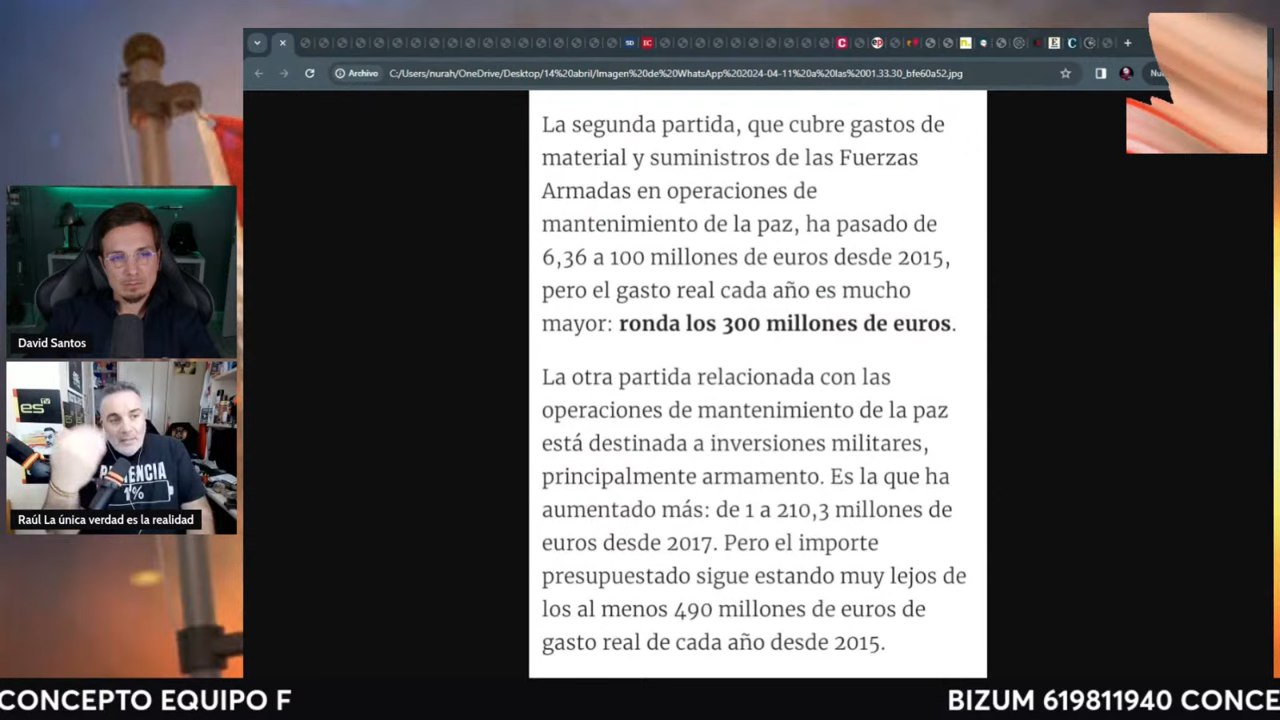 Archivo
C:/Users/nurah/OneDrive/Desktop/14%20abril/Imagen%20de%20WhatsApp%202024-04-11%20a%20las%2001.33.30_bfe60a52.jpg
La segunda partida, que cubre gastos de
material y suministros de las Fuerzas
Armadas en operaciones de
mantenimiento de la paz, ha pasado de
6,36 a 100 millones de euros desde 2015,
pero el gasto real cada año es mucho
mayor: ronda los 300 millones de euros.
La otra partida relacionada con las
operaciones de mantenimiento de la paz
está destinada a inversiones militares,
principalmente armamento. Es la que ha
aumentado más: de 1 a 210,3 millones de
euros desde 2017. Pero el importe
presupuestado sigue estando muy lejos de
los al menos 490 millones de euros de
gasto real de cada año desde 2015.
David Santos
es
1%
Raúl La única verdad es la realidad
CONCEPTO EQUIPO F
BIZUM 619811940 CONCE